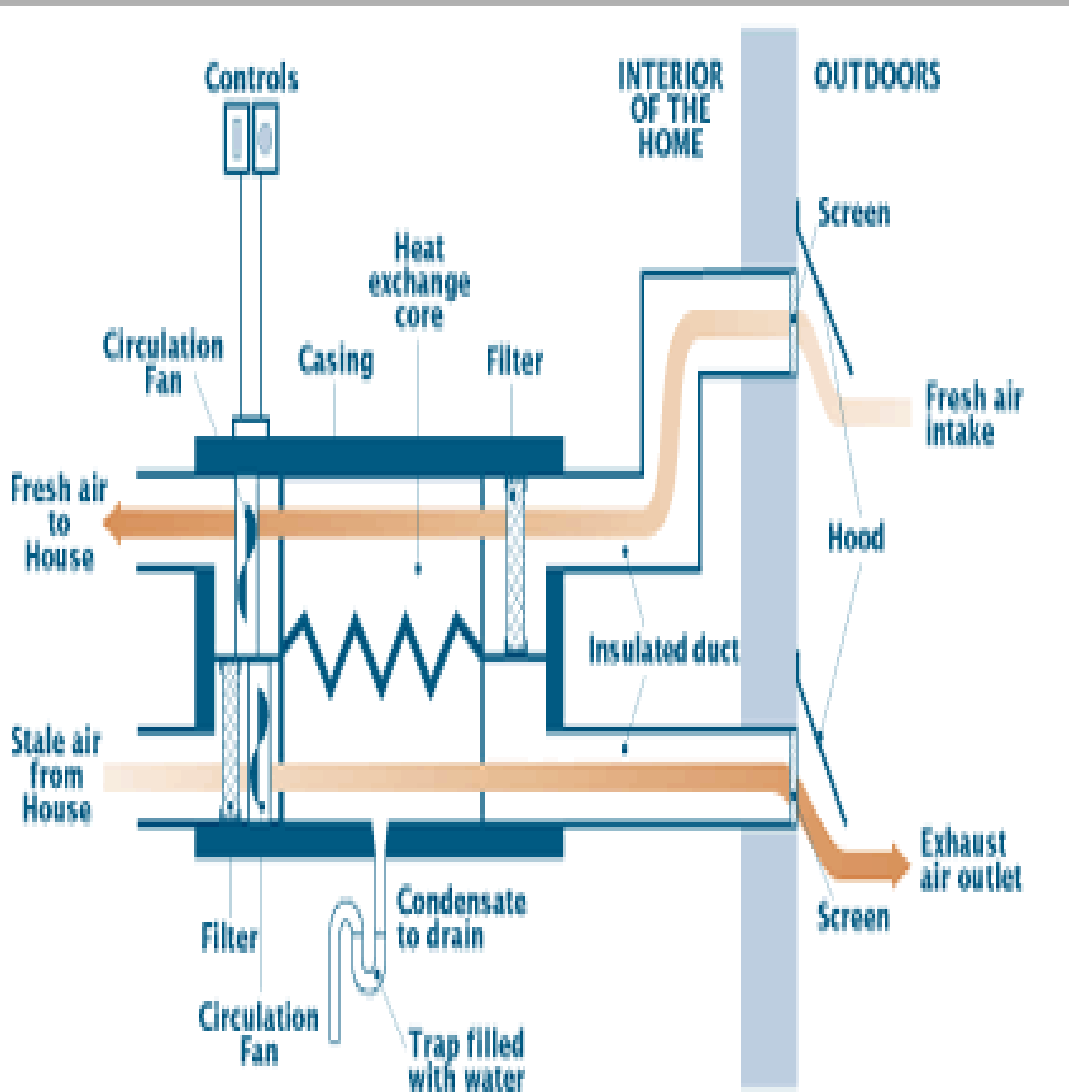 Controls
INTERIOR
OF THE
HOME
OUTDOORS
Screen
Heat
exchange
core
Circulation
Fan
Casing
Filter
Fresh air
intake
Fresh air
to
House
Hood
Insulated duct
Stale air
from
House
Exhaust
air outlet
Screen
Condensate
to drain
Filter
Circulation
Fan
Trap filled
with water